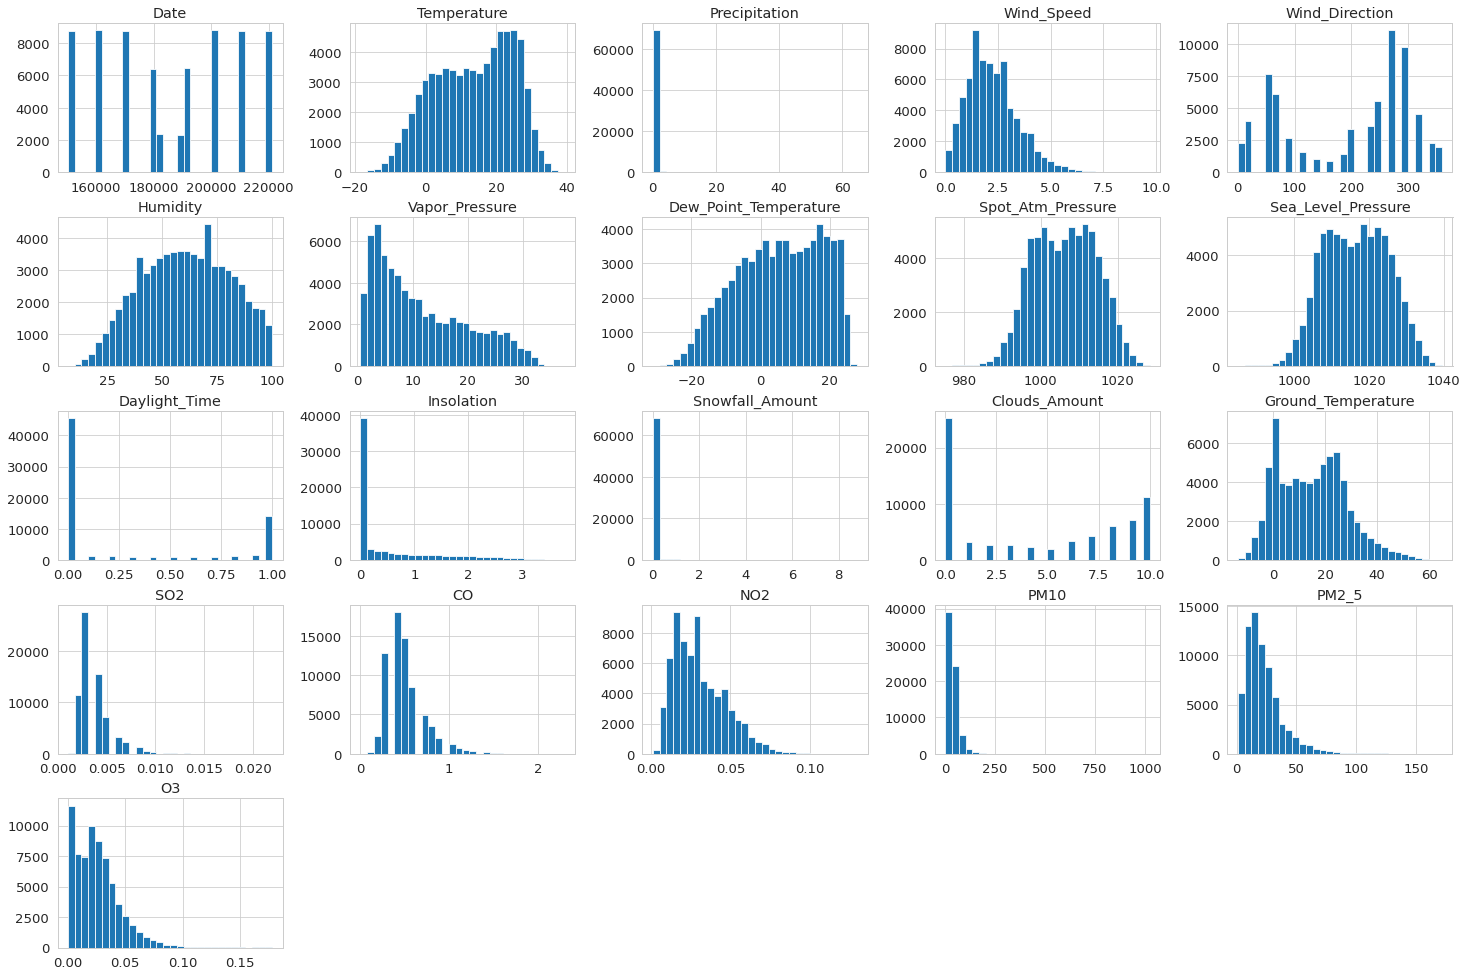 Date Temperature Precipitation Wind_Speed Wind_Direction
8000 6000 4000 2000 0
160000 180000 200000 220000
4000 3000 2000 1000 0
−20 0 20 40
60000 40000 20000 0
0 20 40 60
8000 6000 4000 2000 0
0.0 2.5 5.0 7.5 10.0
10000 7500 5000 2500 0
0 100 200 300
Humidity Vapor_Pressure Dew_Point_Temperature Spot_Atm_Pressure Sea_Level_Pressure
4000 3000 2000 1000 0
25 50 75 100
6000 4000 2000 0
0 10 20 30
4000 3000 2000 1000 0
−20 0 20
4000 2000 0
980 1000 1020
4000 2000 0
1000 1020 1040
Daylight_Time Insolation Snowfall_Amount Clouds_Amount Ground_Temperature
40000 30000 20000 10000 0
0.00 0.25 0.50 0.75 1.00
40000 30000 20000 10000 0
0 1 2 3
60000 40000 20000 0
0 2 4 6 8
20000 10000 0
0.0 2.5 5.0 7.5 10.0
6000 4000 2000 0
0 20 40 60
SO2 CO NO2 PM10 PM2_5
20000 10000 0
0.000 0.005 0.010 0.015 0.020
15000 10000 5000 0
0 1 2
8000 6000 4000 2000 0
0.00 0.05 0.10
40000 30000 20000 10000 0
0 250 500 750 1000
15000 10000 5000 0
0 50 100 150
O3
10000 7500 5000 2500 0
0.00 0.05 0.10 0.15